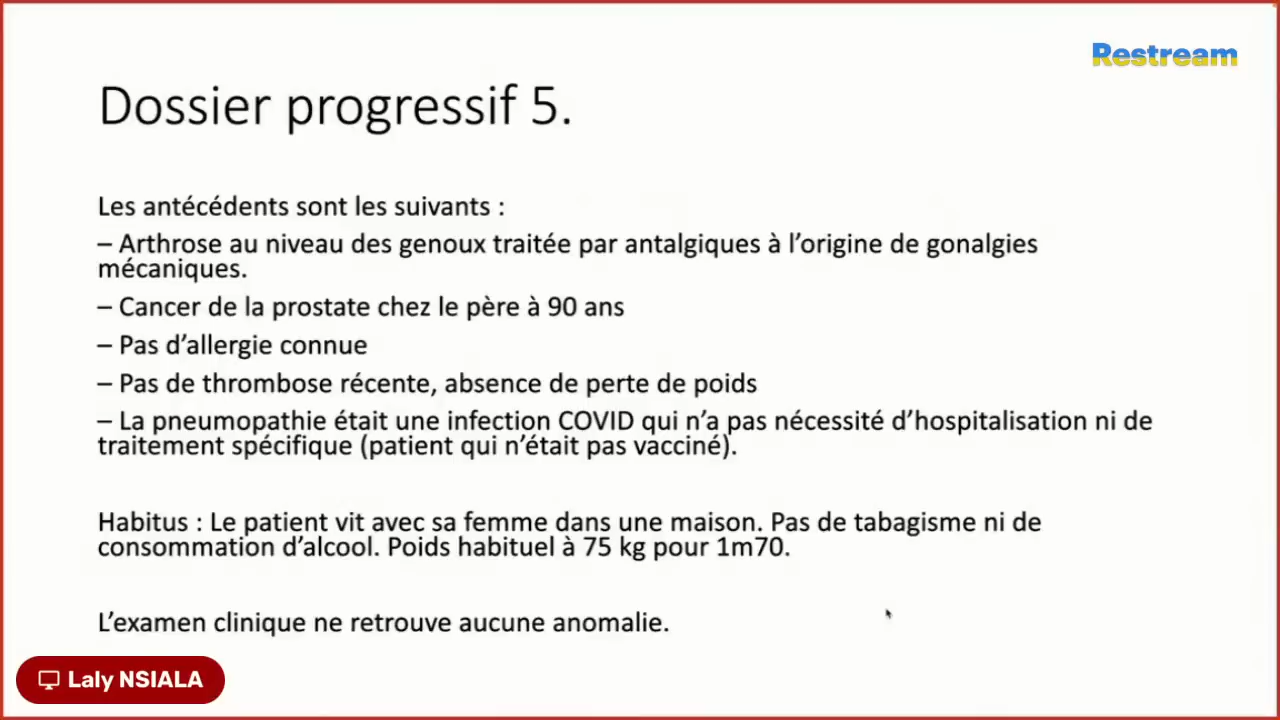 Restream
Dossier progressif 5.
Les antécédents sont les suivants :
– Arthrose au niveau des genoux traitée par antalgiques à l’origine de gonalgies
mécaniques.
– Cancer de la prostate chez le père à 90 ans
– Pas d’allergie connue
– Pas de thrombose récente, absence de perte de poids
– La pneumopathie était une infection COVID qui n’a pas nécessité d’hospitalisation ni de
traitement spécifique (patient qui n’était pas vacciné).
Habitus : Le patient vit avec sa femme dans une maison. Pas de tabagisme ni de
consommation d’alcool. Poids habituel à 75 kg pour 1m70.
L’examen clinique ne retrouve aucune anomalie.
Laly NSIALA